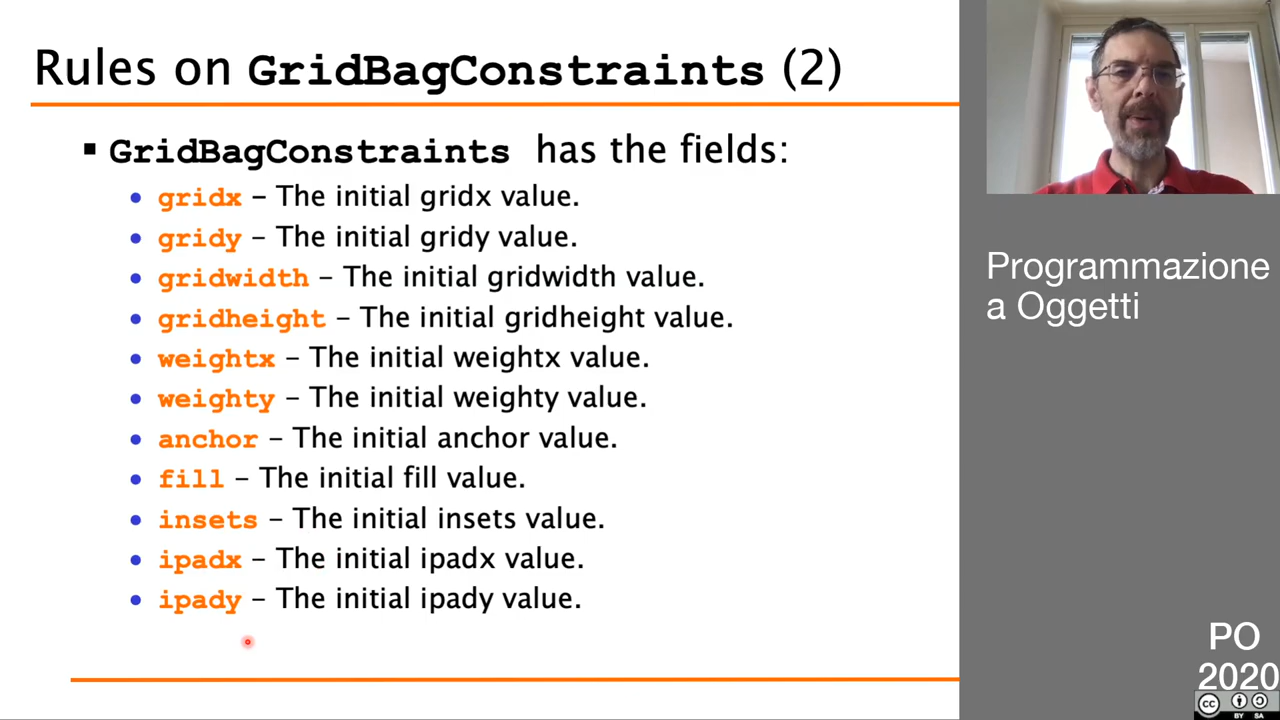 Rules on GridBagConstraints (2)
▪ GridBagConstraints has the fields:
• gridx – The initial gridx value.
• gridy – The initial gridy value.
• gridwidth – The initial gridwidth value.
• gridheight – The initial gridheight value.
• weightx – The initial weightx value.
• weighty – The initial weighty value.
• anchor – The initial anchor value.
• fill – The initial fill value.
• insets – The initial insets value.
• ipadx – The initial ipadx value.
• ipady – The initial ipady value.
Programmazione
a Oggetti
PO
2020
cc
BY SA